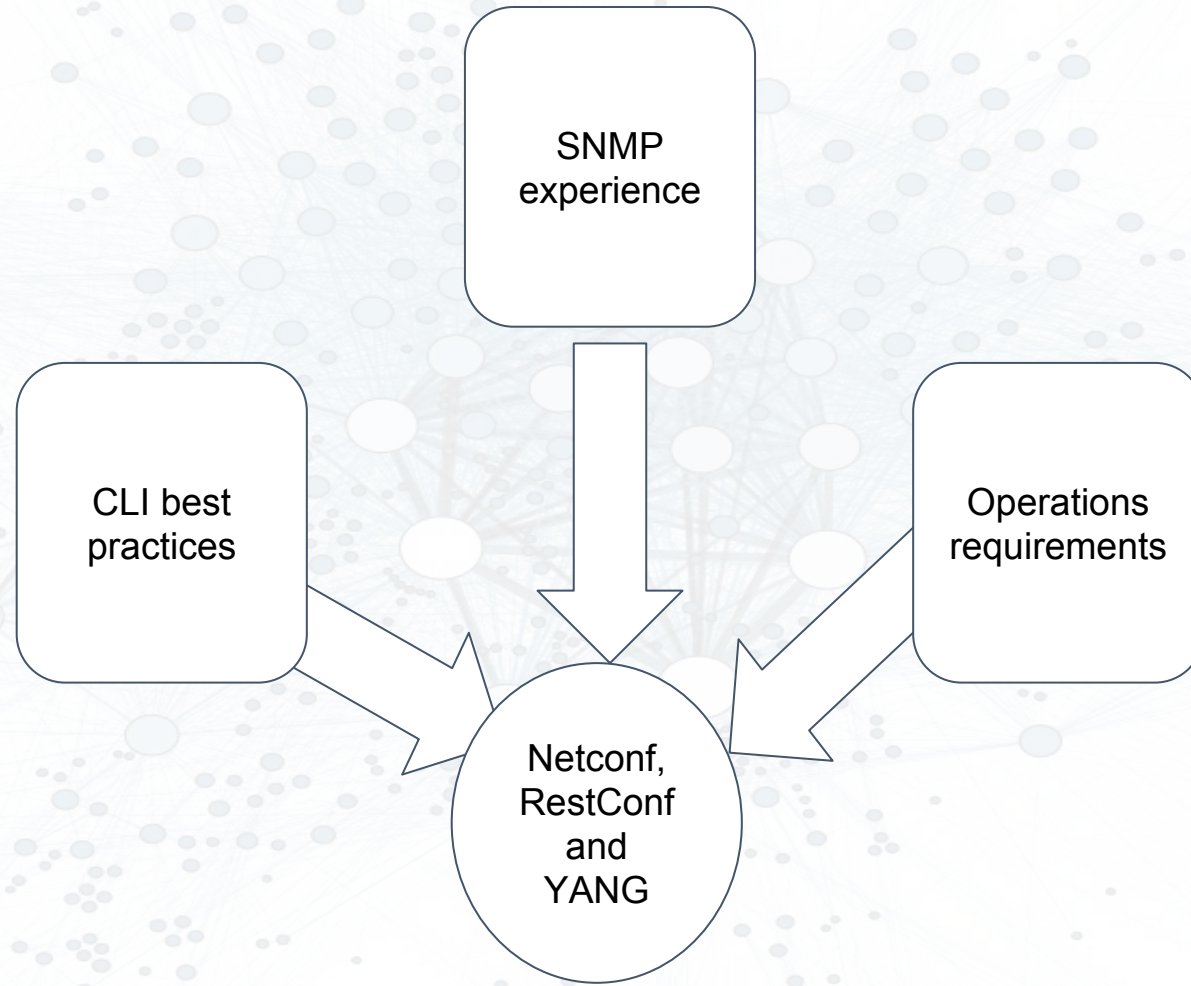 SNMP
experience
CLI best
practices
Operations
requirements
Netconf,
RestConf
and
YANG